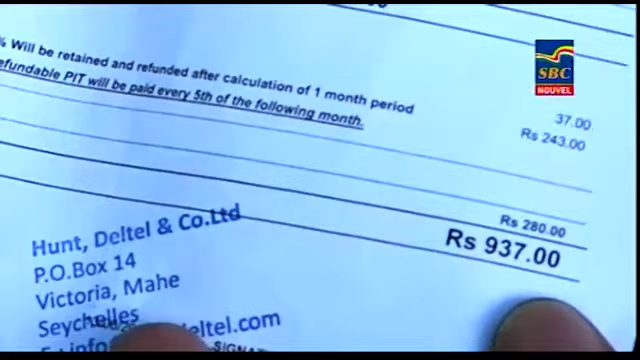 % Will be retained and refunded after calculation of 1 month period
refundable PIT will be paid every 5th of the following month.
37.00
Rs 243.00
Rs 280.00
Rs 937.00
Hunt, Deltel & Co.Ltd
P.O.Box 14
Victoria, Mahe
Seychelles
deltel.com
SBC
NOUVEL